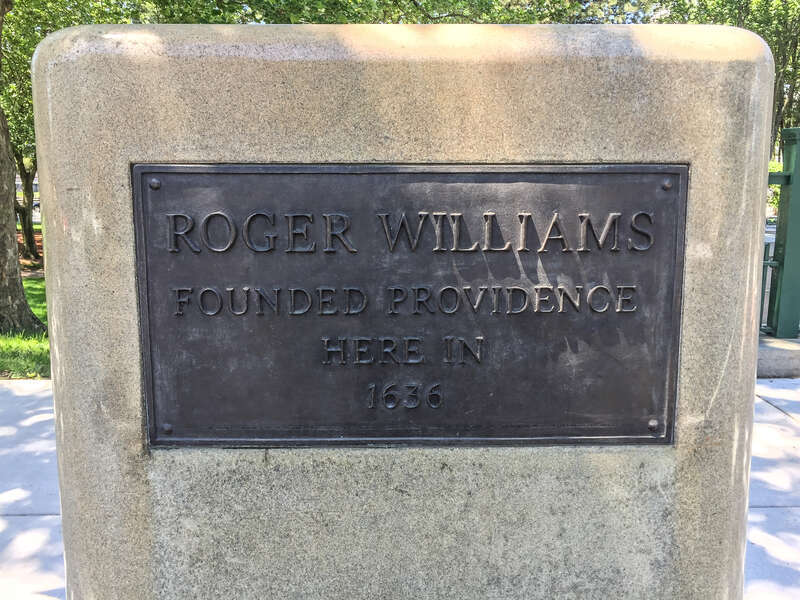 ROGER WILLIAMS
FOUNDED PROVIDENCE
HERE IN
1636